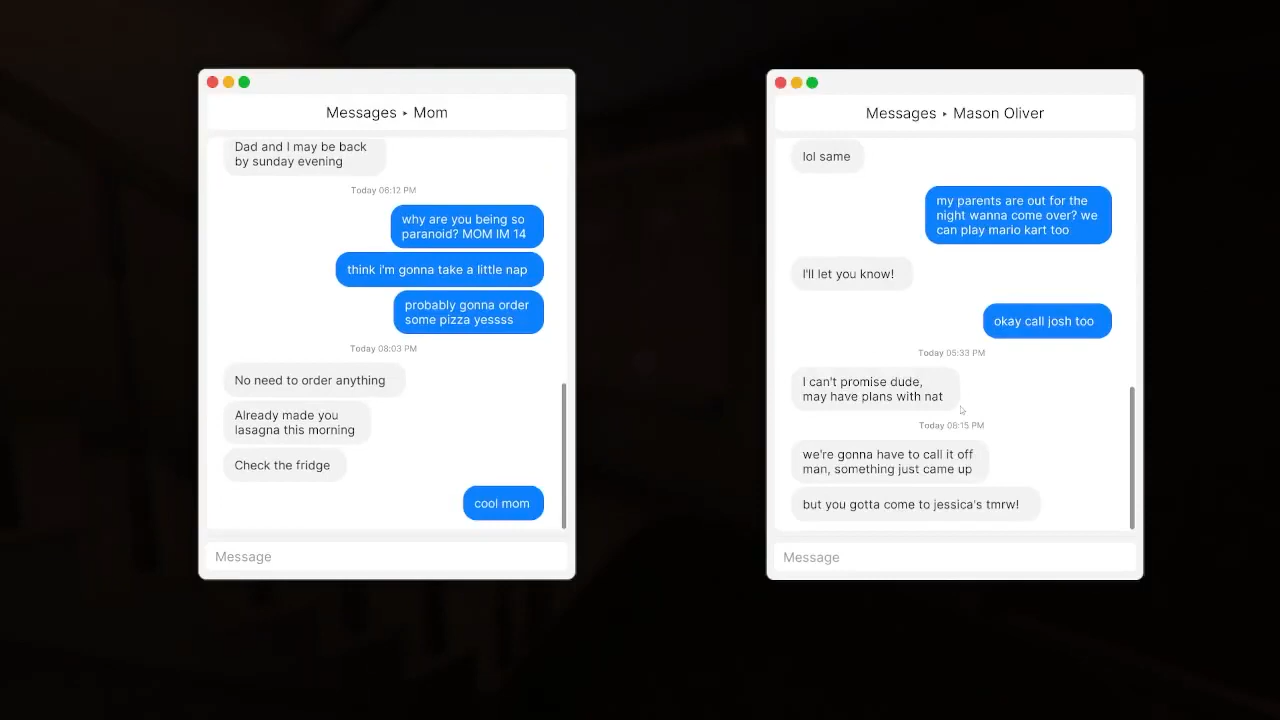 Messages ‣ Mom
Dad and I may be back
by sunday evening
Today 06:12 PM
why are you being so
paranoid? MOM IM 14
think i'm gonna take a little nap
probably gonna order
some pizza yessss
Today 08:03 PM
No need to order anything
Already made you
lasagna this morning
Check the fridge
cool mom
Message
Messages ‣ Mason Oliver
lol same
my parents are out for the
night wanna come over? we
can play mario kart too
I'll let you know!
okay call josh too
Today 05:33 PM
I can't promise dude,
may have plans with nat
Today 08:15 PM
we're gonna have to call it off
man, something just came up
but you gotta come to jessica's tmrw!
Message